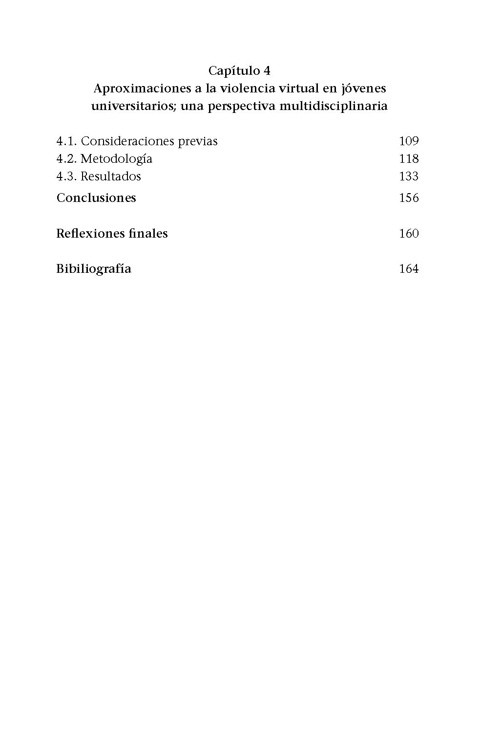 Capítulo 4
Aproximaciones a la violencia virtual en jóvenes
universitarios; una perspectiva multidisciplinaria
4.1. Consideraciones previas 109
4.2. Metodología 118
4.3. Resultados 133
Conclusiones 156
Reflexiones finales 160
Bibiliografía 164